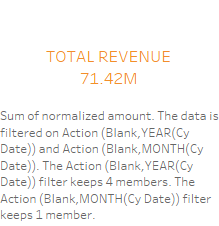 TOTAL REVENUE
71.42M
Sum of normalized amount. The data is
filtered on Action (Blank,YEAR(Cy
Date)) and Action (Blank,MONTH(Cy
Date)). The Action (Blank,YEAR(Cy
Date)) filter keeps 4 members. The
Action (Blank,MONTH(Cy Date)) filter
keeps 1 member.